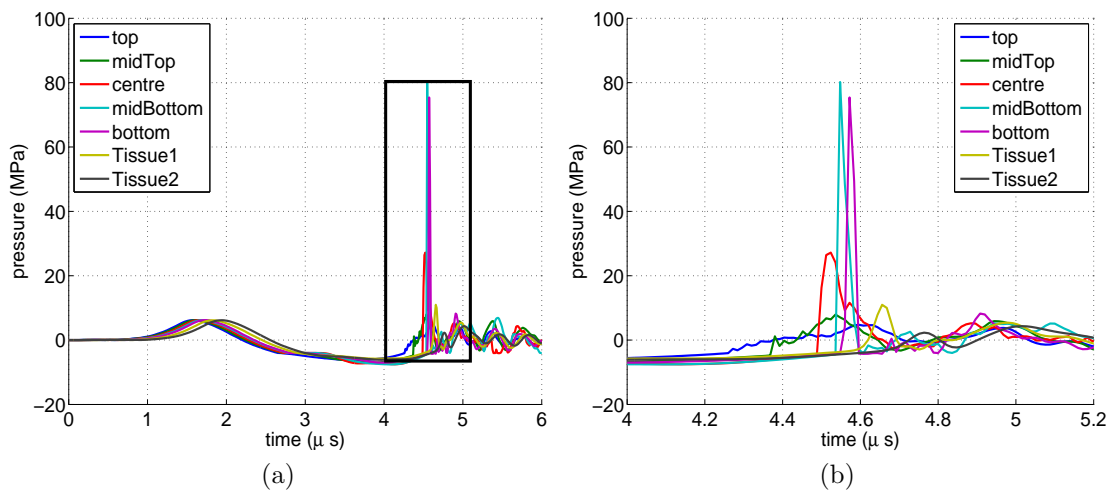 100
80
60
40
20
0
−20
pressure (MPa)
top
midTop
centre
midBottom
bottom
Tissue1
Tissue2
0 1 2 3 4 5 6
time (μ s)
(a)
100
80
60
40
20
0
−20
pressure (MPa)
top
midTop
centre
midBottom
bottom
Tissue1
Tissue2
4 4.2 4.4 4.6 4.8 5 5.2
time (μ s)
(b)